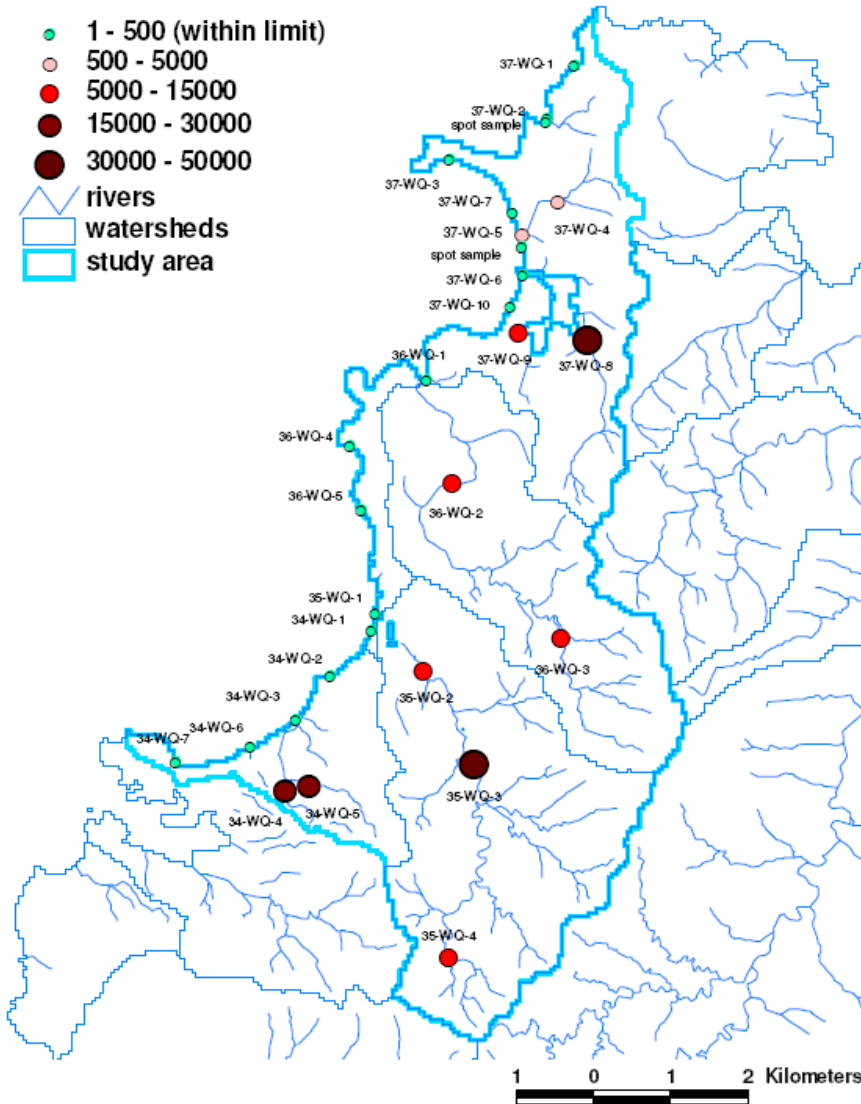 1 - 500 (within limit)
500 - 5000
5000 - 15000
15000 - 30000
30000 - 50000
rivers
watersheds
study area
37-WQ-1
37-WQ-2
spot sample
37-WQ-3
37-WQ-7
37-WQ-4
37-WQ-5
spot sample
37-WQ-6
37-WQ-10
37-WQ-9
37-WQ-8
36-WQ-1
36-WQ-4
36-WQ-2
36-WQ-5
35-WQ-1
34-WQ-1
36-WQ-3
34-WQ-2
35-WQ-2
34-WQ-3
34-WQ-6
34-WQ-7
35-WQ-3
34-WQ-4
34-WQ-5
35-WQ-4
1 0 1 2 Kilometers